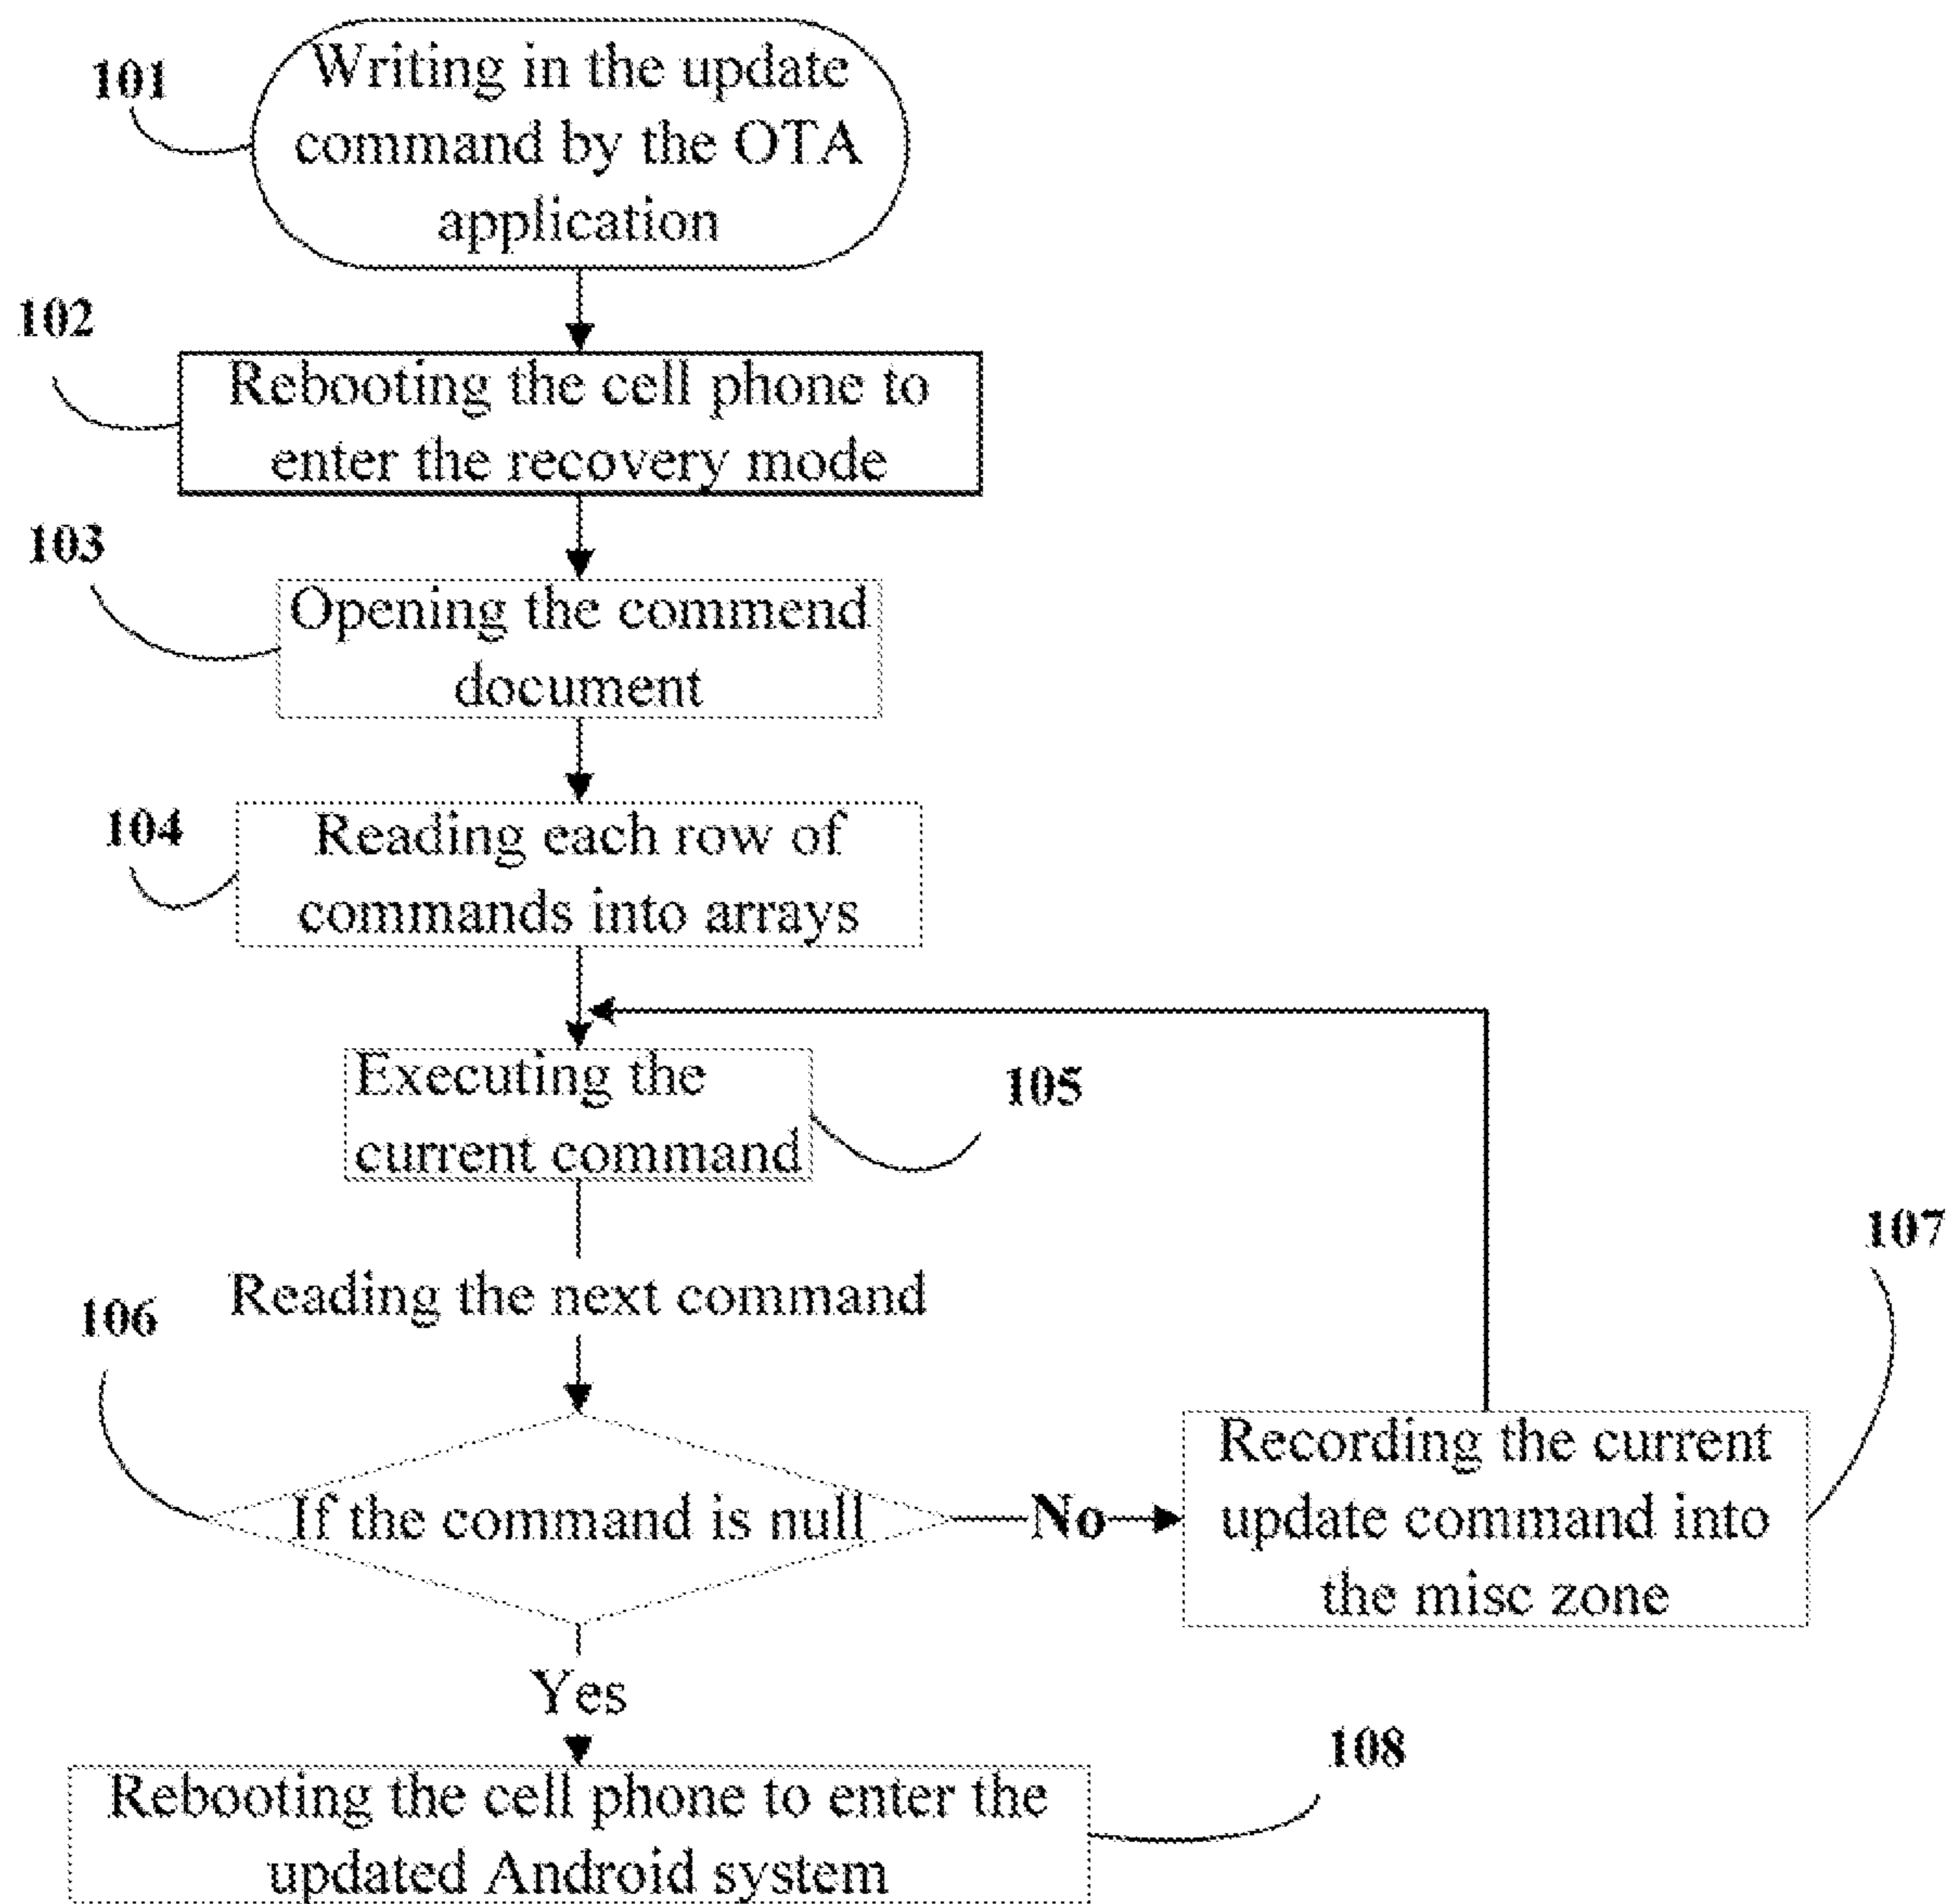 101
Writing in the update
command by the OTA
application
102
Rebooting the cell phone to
enter the recovery mode
103
Opening the commend
document
104
Reading each row of
commands into arrays
Executing the
current command
105
Reading the next command
106
If the command is null
No
Recording the current
update command into
the misc zone
107
Yes
Rebooting the cell phone to enter the
updated Android system
108